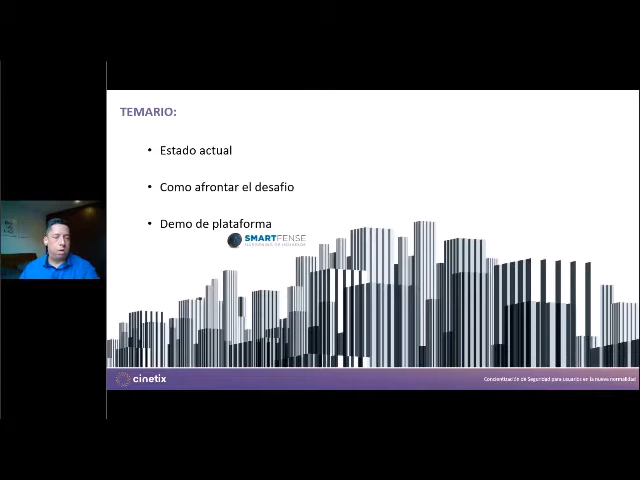 TEMARIO:
• Estado actual
• Como afrontar el desafio
• Demo de plataforma
SMARTFENSE
cinetix
Concientización de Seguridad para usuarios en la nueva normalidad